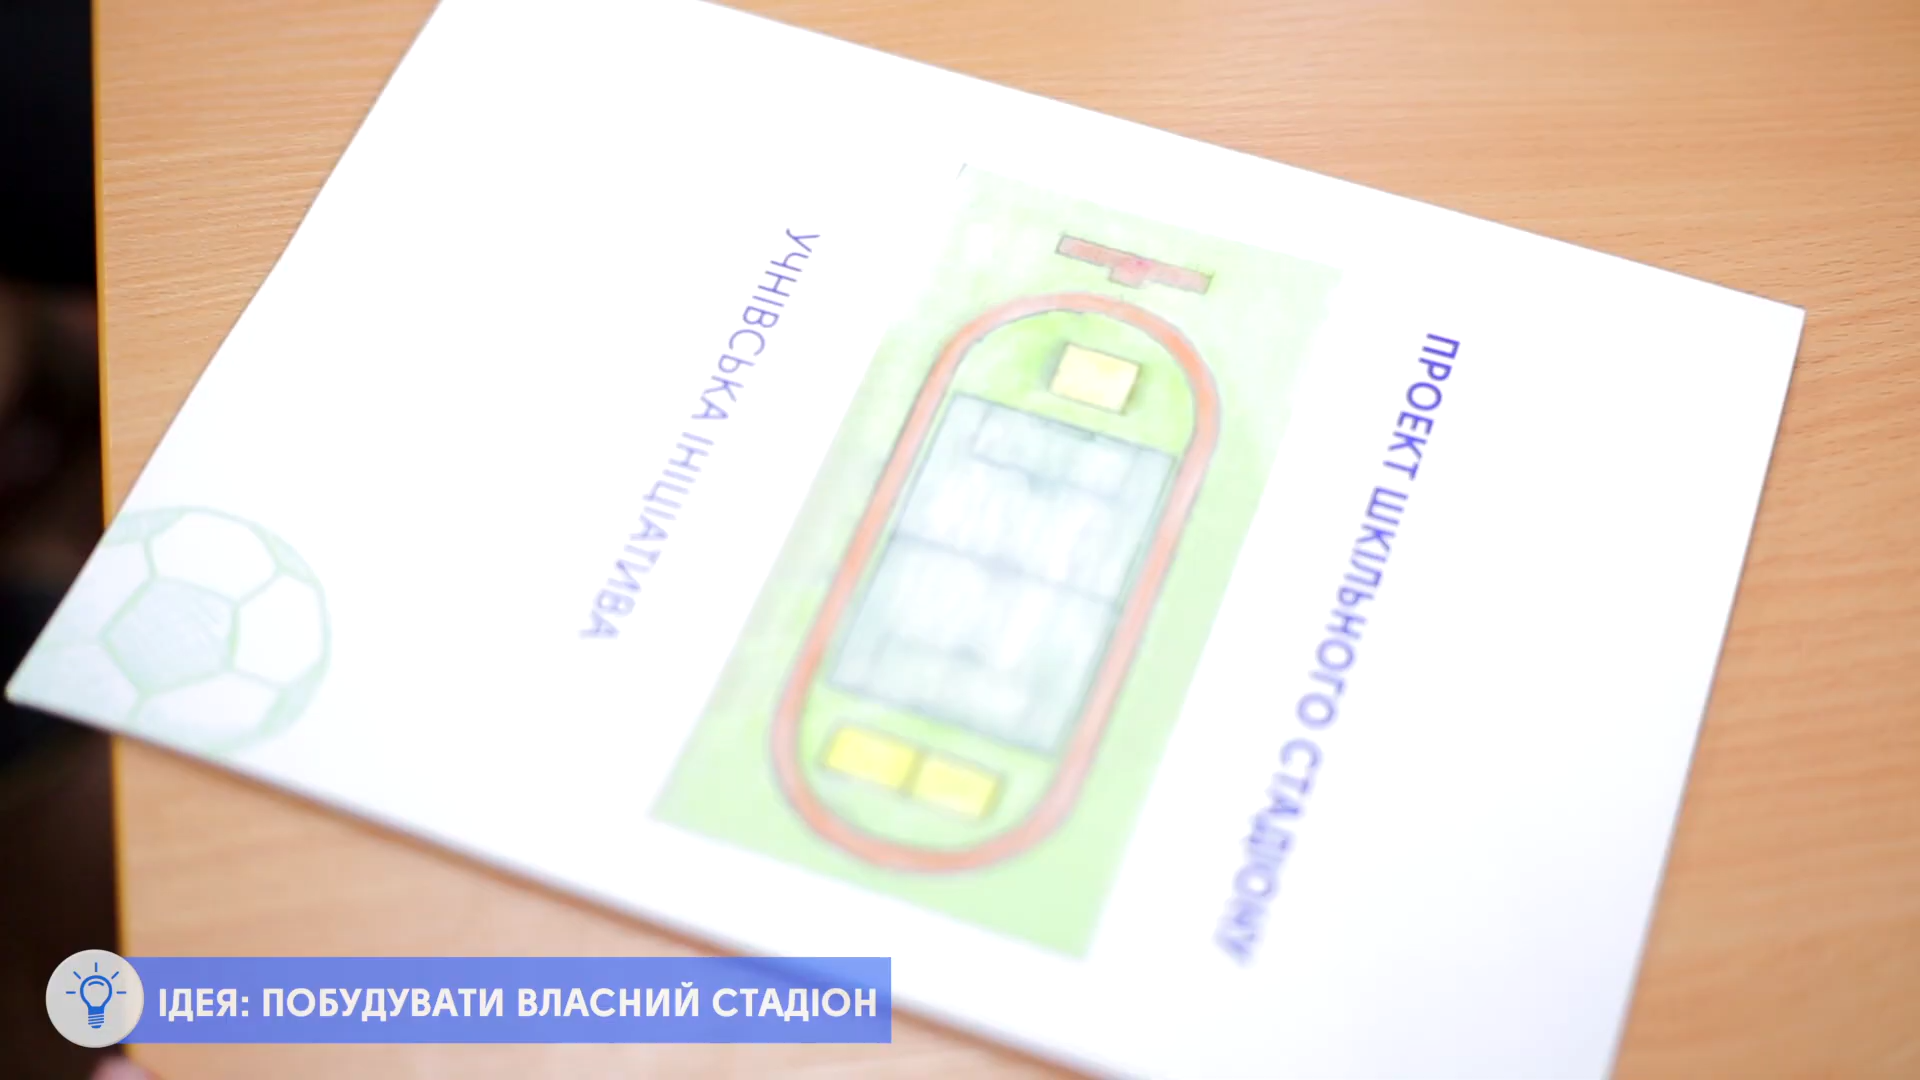 ПРОЕКТ ШКІЛЬНОГО СТАДІОНУ
УЧНІВСЬКА ІНІЦІАТИВА
ІДЕЯ: ПОБУДУВАТИ ВЛАСНИЙ СТАДІОН